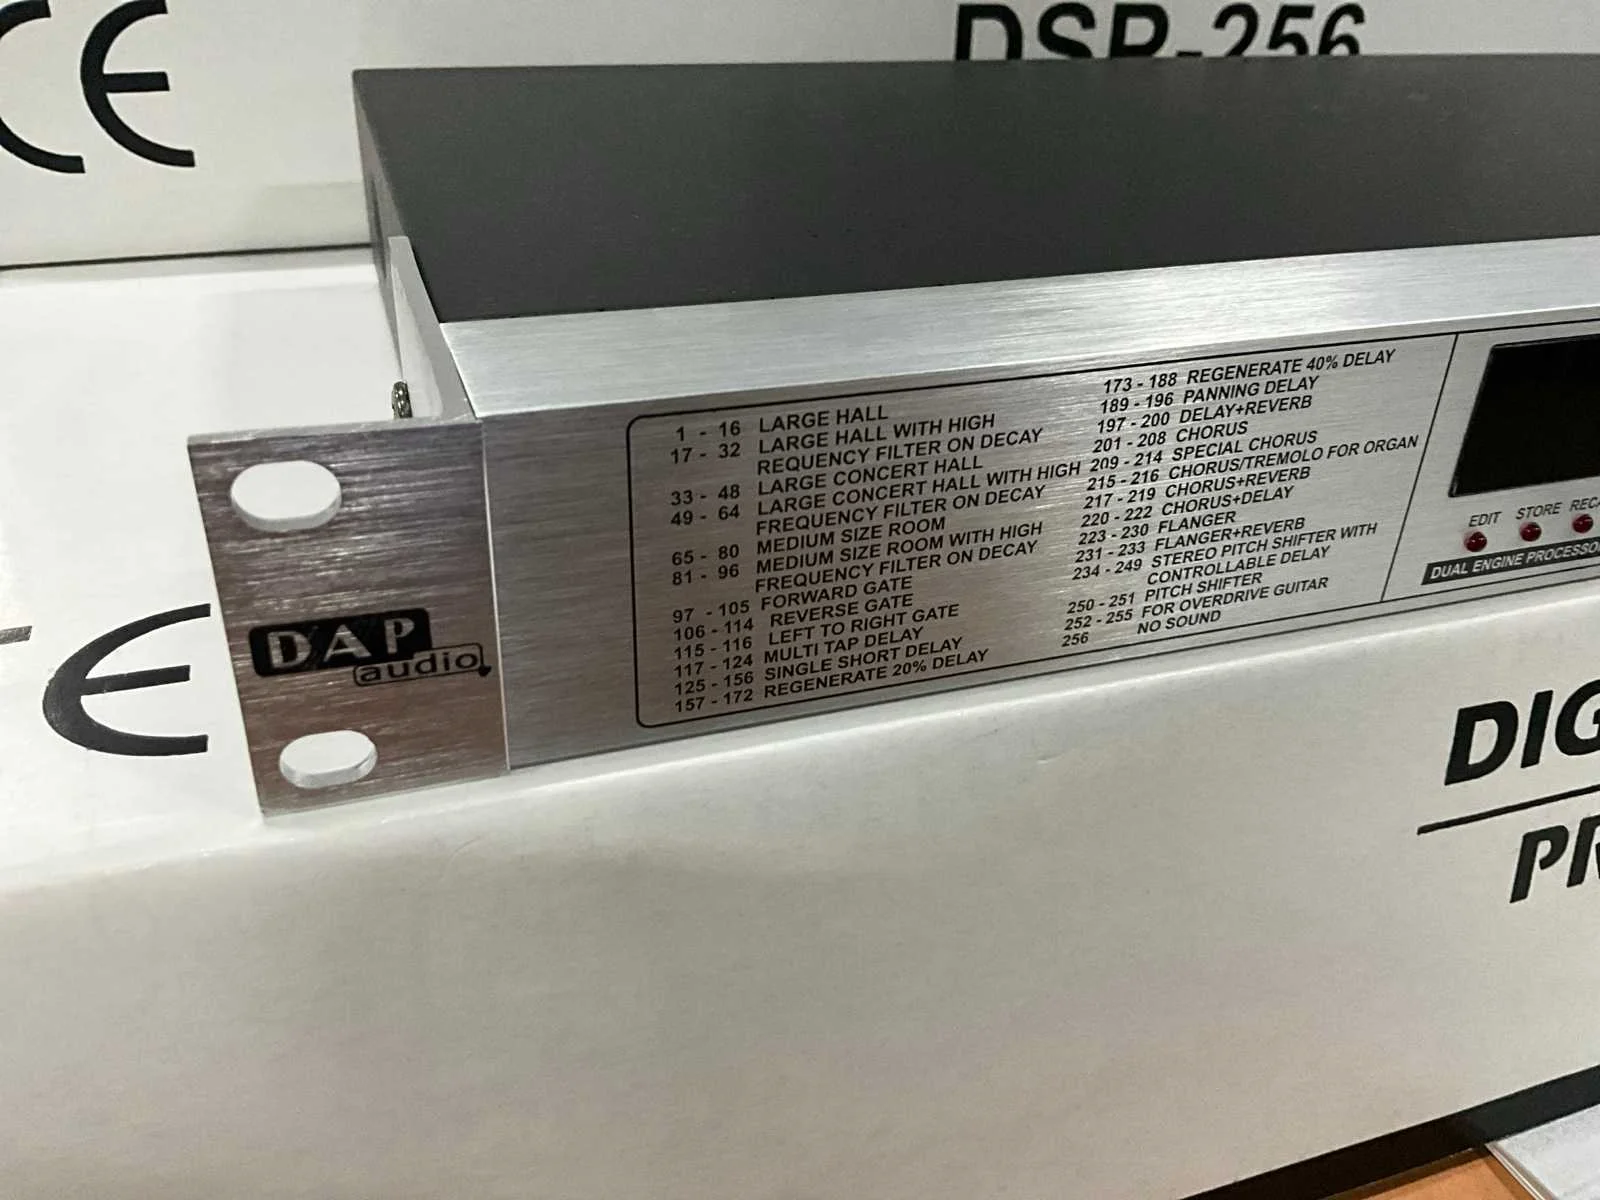 CE
CE
DSP-256
1 - 16 LARGE HALL
17 - 32 LARGE HALL WITH HIGH
REQUENCY FILTER ON DECAY
33 - 48 LARGE CONCERT HALL
49 - 64 LARGE CONCERT HALL WITH HIGH
FREQUENCY FILTER ON DECAY
65 - 80 MEDIUM SIZE ROOM
81 - 96 MEDIUM SIZE ROOM WITH HIGH
FREQUENCY FILTER ON DECAY
97 - 105 FORWARD GATE
106 - 114 REVERSE GATE
115 - 116 LEFT TO RIGHT GATE
117 - 124 MULTI TAP DELAY
125 - 156 SINGLE SHORT DELAY
157 - 172 REGENERATE 20% DELAY
173 - 188 REGENERATE 40% DELAY
189 - 196 PANNING DELAY
197 - 200 DELAY+REVERB
201 - 208 CHORUS
209 - 214 SPECIAL CHORUS
215 - 216 CHORUS/TREMOLO FOR ORGAN
217 - 219 CHORUS+REVERB
220 - 222 CHORUS+DELAY
223 - 230 FLANGER
231 - 233 FLANGER+REVERB
234 - 249 STEREO PITCH SHIFTER WITH
CONTROLLABLE DELAY
250 - 251 PITCH SHIFTER
252 - 255 FOR OVERDRIVE GUITAR
256 NO SOUND
EDIT STORE RECA
DUAL ENGINE PROCESSO
DAP
audio
DIG
PR